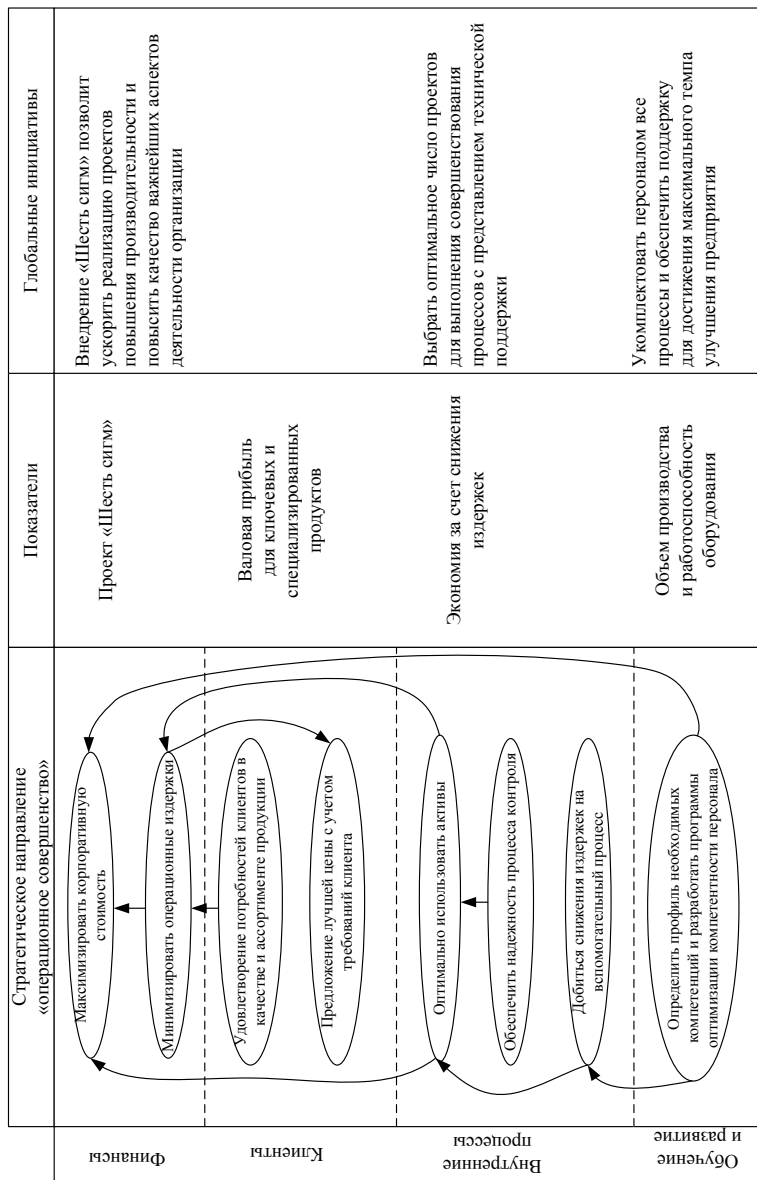 Стратегическое направление
«операционное совершенство»
Показатели
Глобальные инициативы
Финансы
Максимизировать корпоративную
стоимость
Минимизировать операционные издержки
Проект «Шесть сигм»
Внедрение «Шесть сигм» позволит
ускорить реализацию проектов
повышения производительности и
повысить качество важнейших аспектов
деятельности организации
Клиенты
Удовлетворение потребностей клиентов в
качестве и ассортименте продукции
Предложение лучшей цены с учетом
требований клиента
Валовая прибыль
для ключевых и
специализированных
продуктов
Внутренние
процессы
Оптимально использовать активы
Обеспечить надежность процесса контроля
Добиться снижения издержек на
вспомогательный процесс
Экономия за счет снижения
издержек
Выбрать оптимальное число проектов
для выполнения совершенствования
процессов с представлением технической
поддержки
Обучение
и развитие
Определить профиль необходимых
компетенций и разработать программы
оптимизации компетентности персонала
Объем производства
и работоспособность
оборудования
Укомплектовать персоналом все
процессы и обеспечить поддержку
для достижения максимального темпа
улучшения предприятия